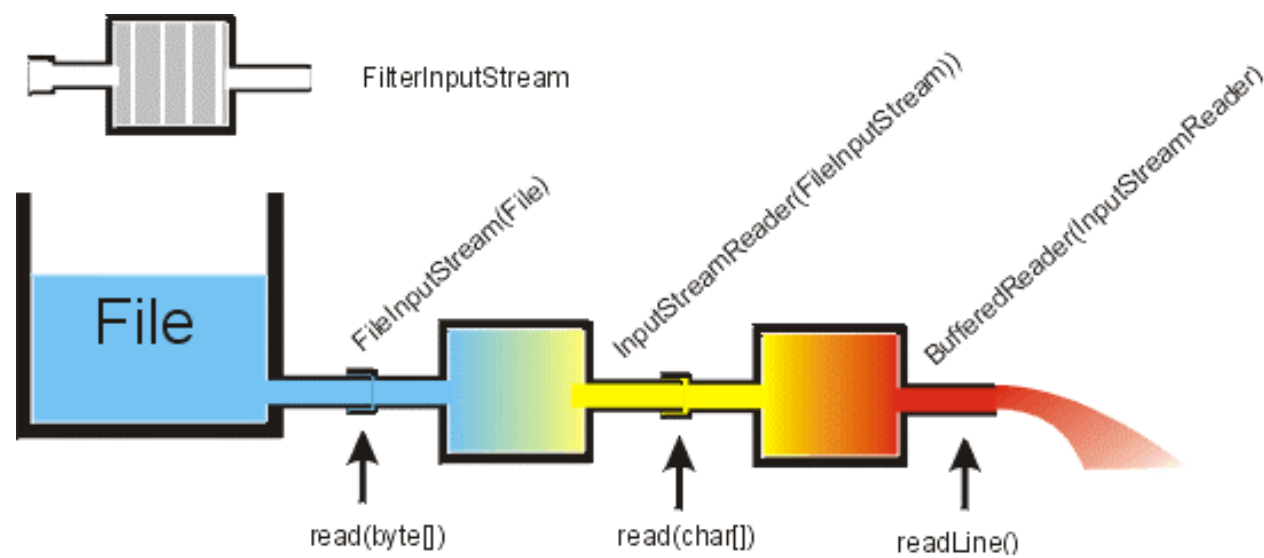 FilterInputStream
FileInputStream(File)
InputStreamReader(FileInputStream))
BufferedReader(InputStreamReader)
File
read(byte[])
read(char[])
readLine()